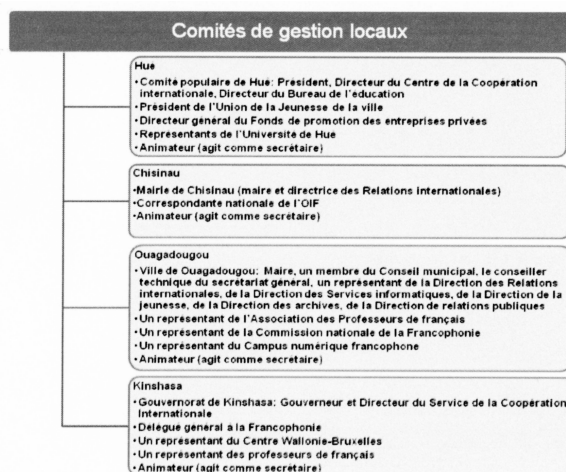 Comités de gestion locaux
Hue
•Comité populaire de Hue: Président, Directeur du Centre de la Coopération
internationale, Directeur du Bureau de l'éducation
•Président de l'Union de la Jeunesse de la ville
•Directeur général du Fonds de promotion des entreprises privées
•Représentants de l'Université de Hué
•Animateur (agit comme secrétaire)
Chisinau
•Mairie de Chisinau (maire et directrice des Relations internationales)
•Correspondante nationale de l'OIF
•Animateur (agit comme secrétaire)
Ouagadougou
•Ville de Ouagadougou: Maire, un membre du Conseil municipal, le conseiller
technique du secrétariat général, un représentant de la Direction des Relations
internationales, de la Direction des Services informatiques, de la Direction de la
jeunesse, de la Direction des archives, de la Direction de relations publiques
•Un représentant de l'Association des Professeurs de français
•Un représentant de la Commission nationale de la Francophonie
•Un représentant du Campus numérique francophone
•Animateur (agit comme secrétaire)
Kinshasa
•Gouvernorat de Kinshasa: Gouverneur et Directeur du Service de la Coopération
Internationale
•Délégué général à la Francophonie
•Un représentant du Centre Wallonie-Bruxelles
•Un représentant des professeurs de français
•Animateur (agit comme secrétaire)